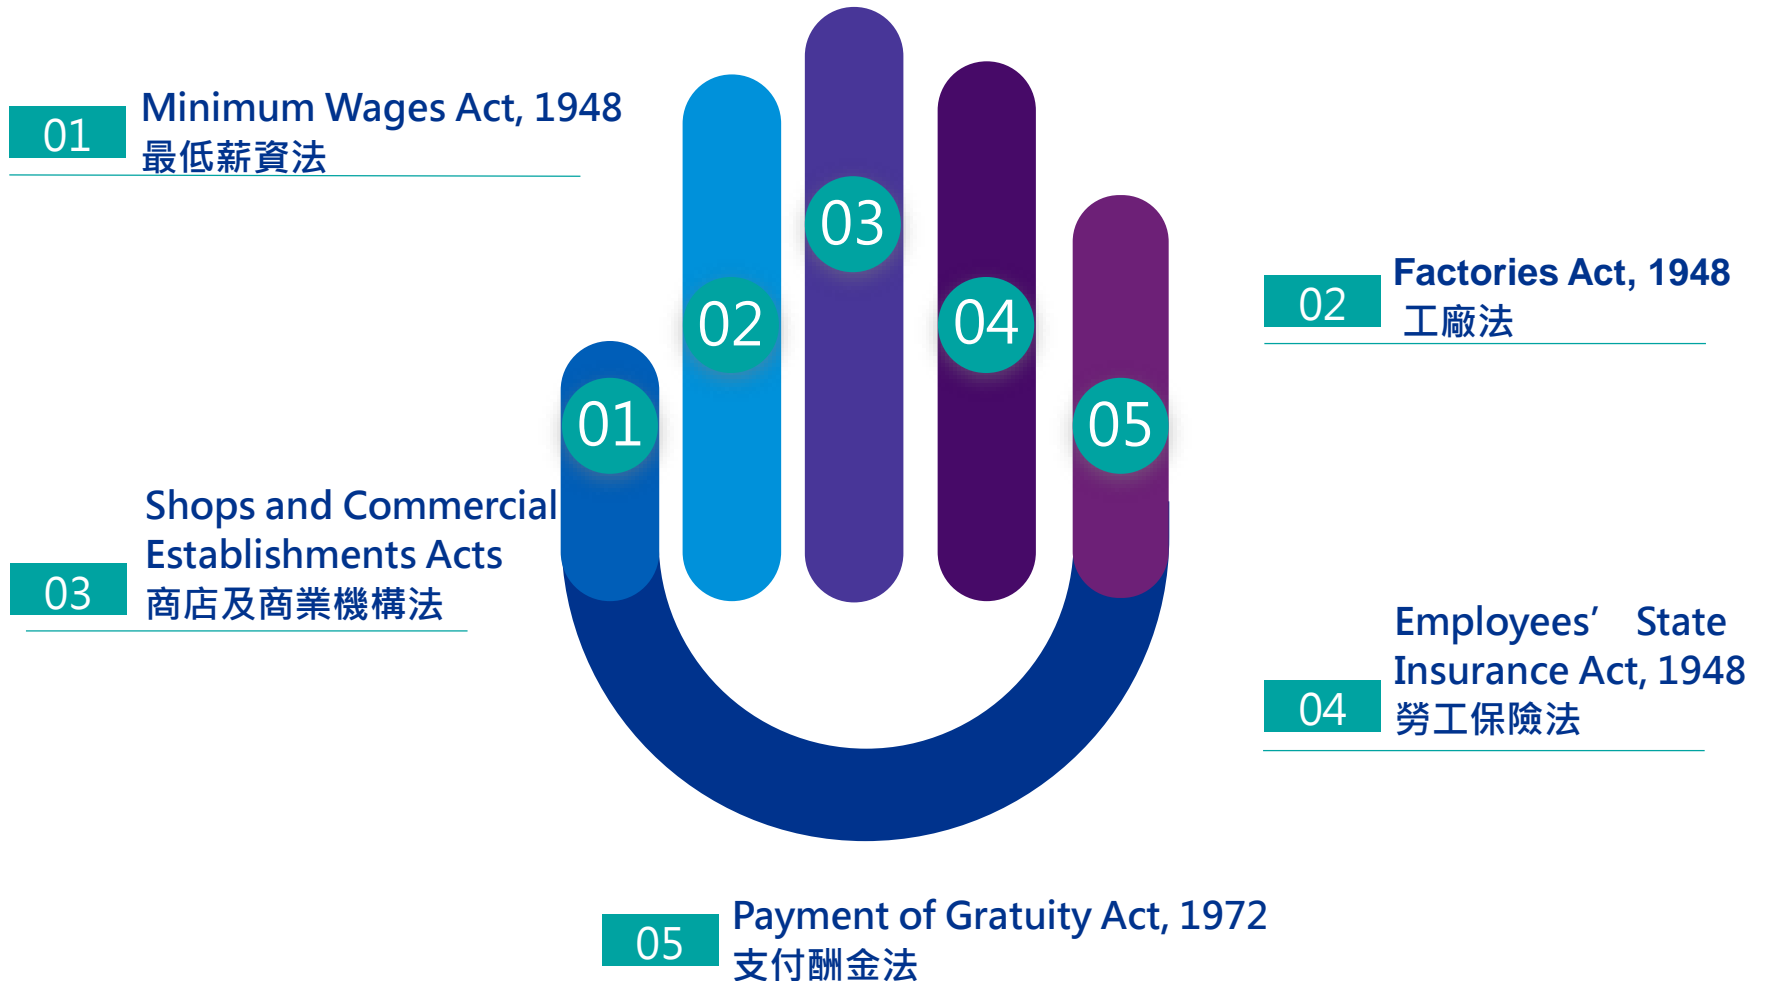 01
Minimum Wages Act, 1948
最低薪資法
03
02
04
01
05
02
Factories Act, 1948
工廠法
03
Shops and Commercial
Establishments Acts
商店及商業機構法
04
Employees’ State
Insurance Act, 1948
勞工保險法
05
Payment of Gratuity Act, 1972
支付酬金法